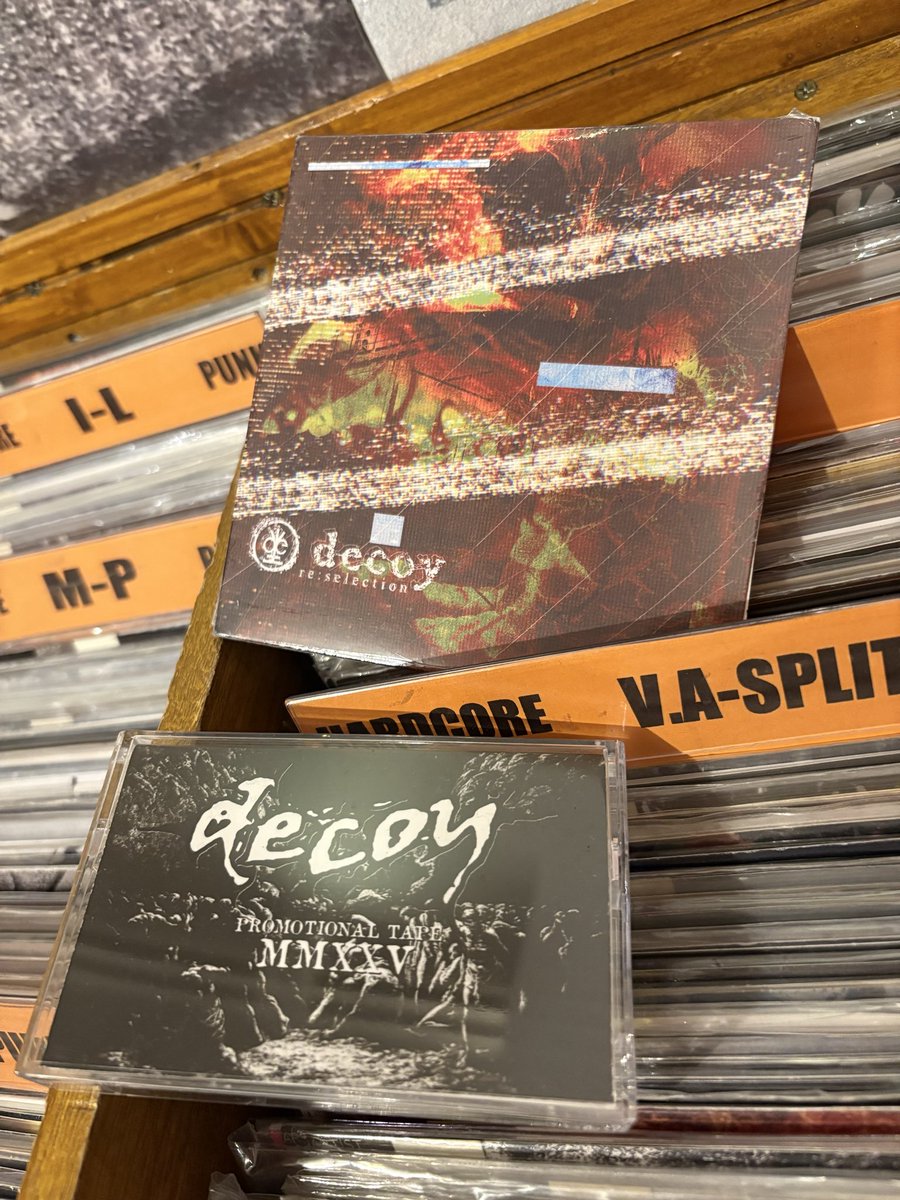 I-L
PUNK
M-P
decoy
re:selection
HARDCORE
V.A-SPLIT
decoy
PROMOTIONAL TAPE
MMXXV